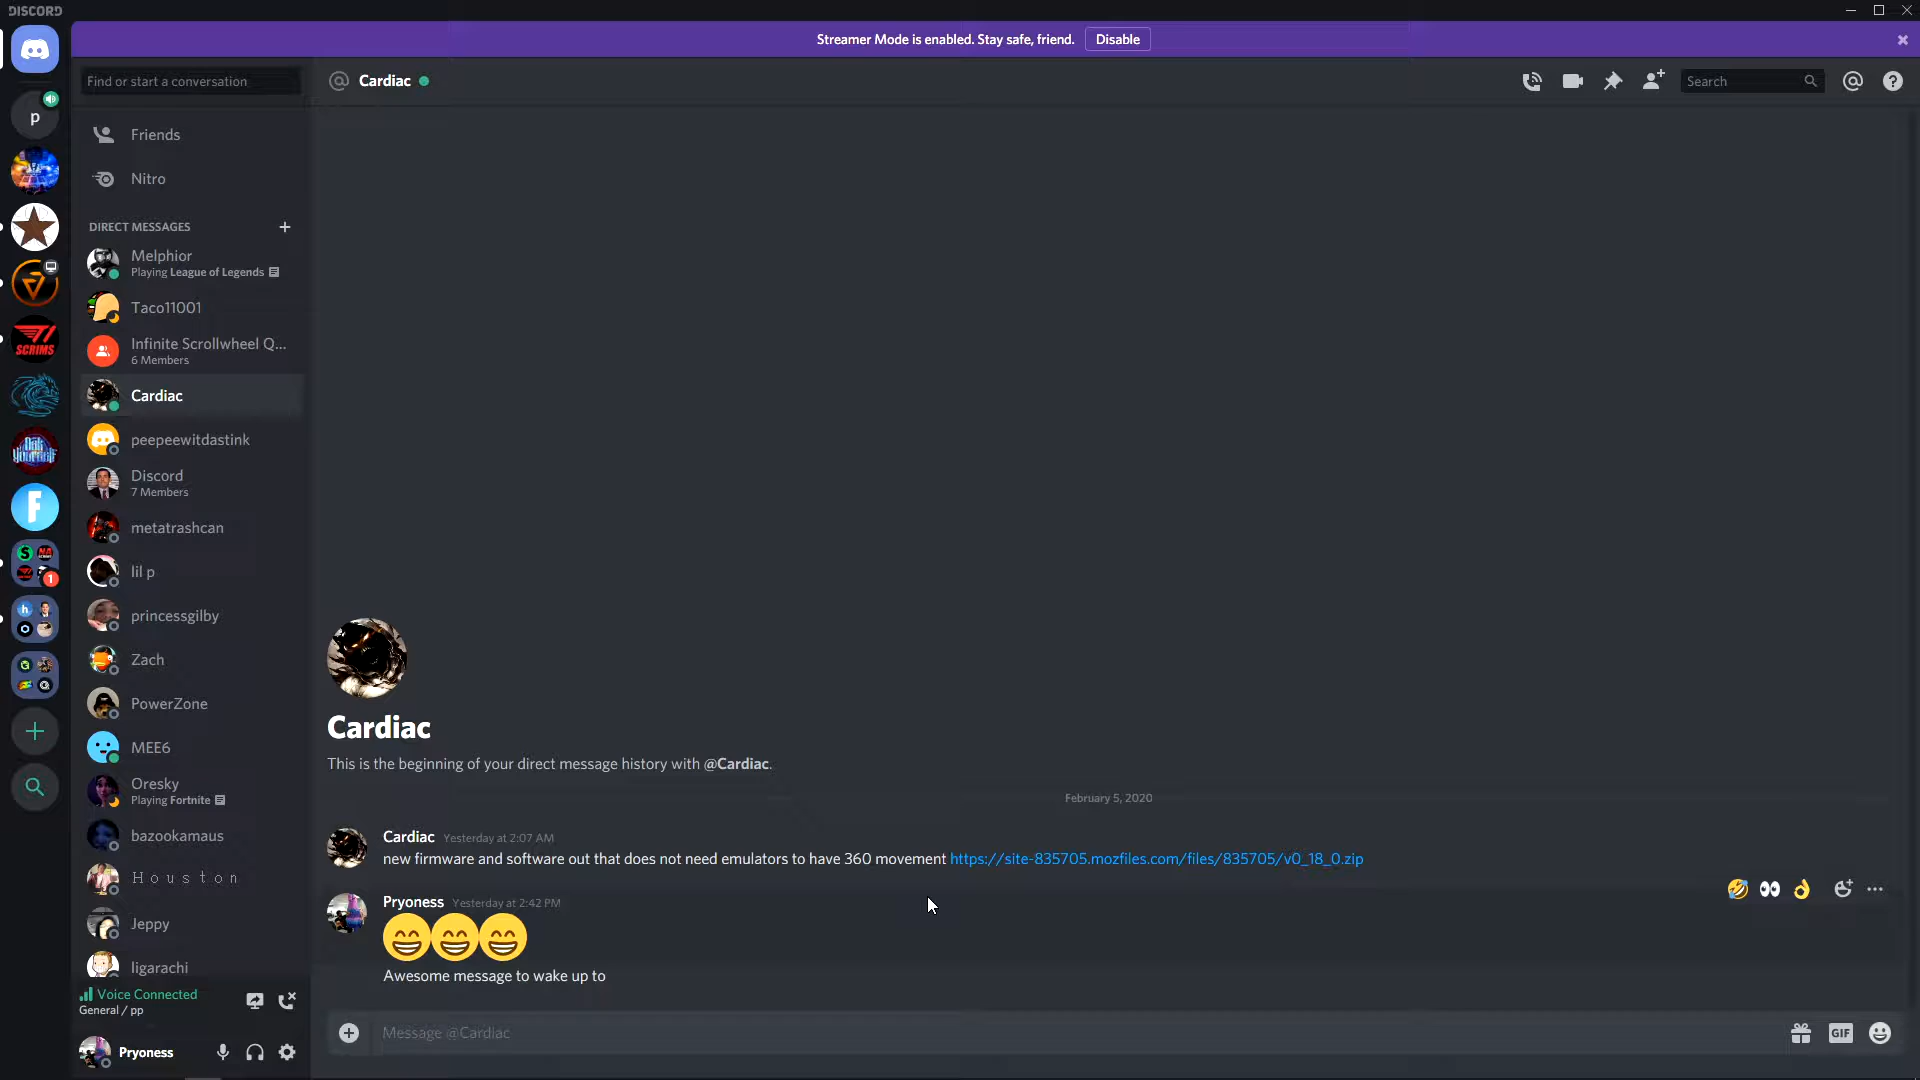 DISCORD
Streamer Mode is enabled. Stay safe, friend. Disable
Find or start a conversation
Cardiac
Search
p
Friends
Nitro
DIRECT MESSAGES
Melphior
Playing League of Legends
Taco11001
Infinite Scrollwheel Q...
6 Members
SCRIMS
Cardiac
peepeewitdastink
Discord
7 Members
metatrashcan
lil p
1
princessgilby
Zach
PowerZone
MEE6
Oresky
Playing Fortnite
bazookamaus
Houston
Jeppy
ligarachi
Voice Connected
General / pp
Pryoness
Cardiac
This is the beginning of your direct message history with @Cardiac.
February 5, 2020
Cardiac Yesterday at 2:07 AM
new firmware and software out that does not need emulators to have 360 movement https://site-835705.mozfiles.com/files/835705/v0_18_0.zip
Pryoness Yesterday at 2:42 PM
Awesome message to wake up to
Message @Cardiac
GIF